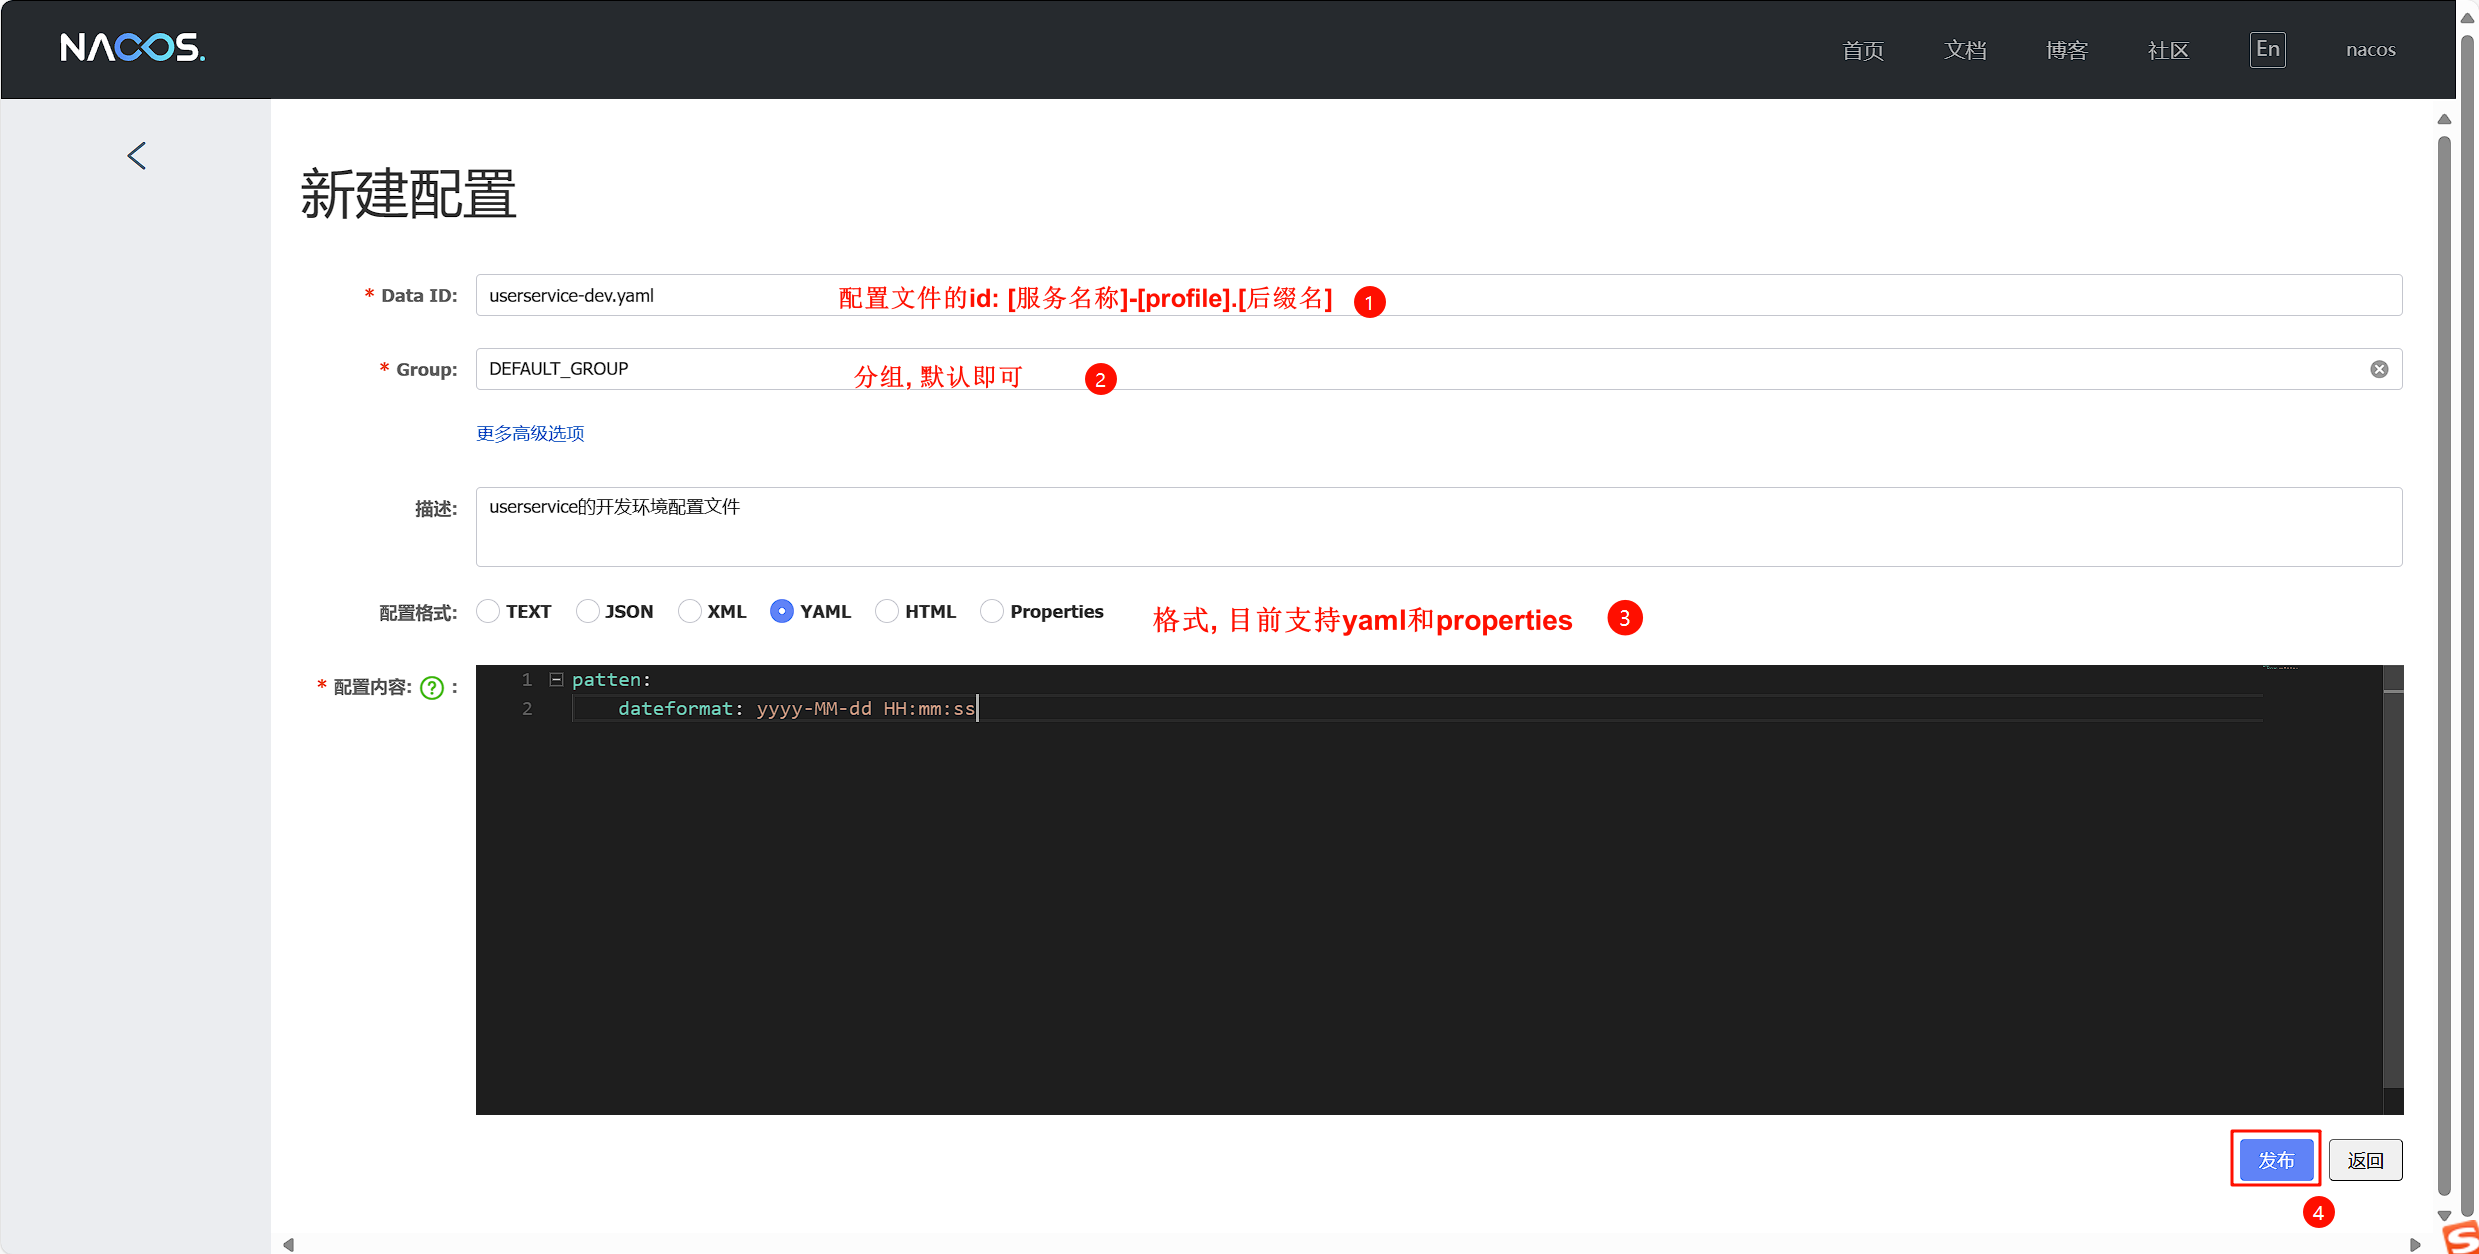 NACOS.
首页 文档 博客 社区 En nacos
新建配置
* Data ID: userservice-dev.yaml 配置文件的id: [服务名称]-[profile].[后缀名] 1
* Group: DEFAULT_GROUP 分组, 默认即可 2
更多高级选项
描述: userservice的开发环境配置文件
配置格式: TEXT JSON XML YAML HTML Properties 格式, 目前支持yaml和properties 3
* 配置内容: ? :
1 patten:
2 dateformat: yyyy-MM-dd HH:mm:ss
发布 返回
4